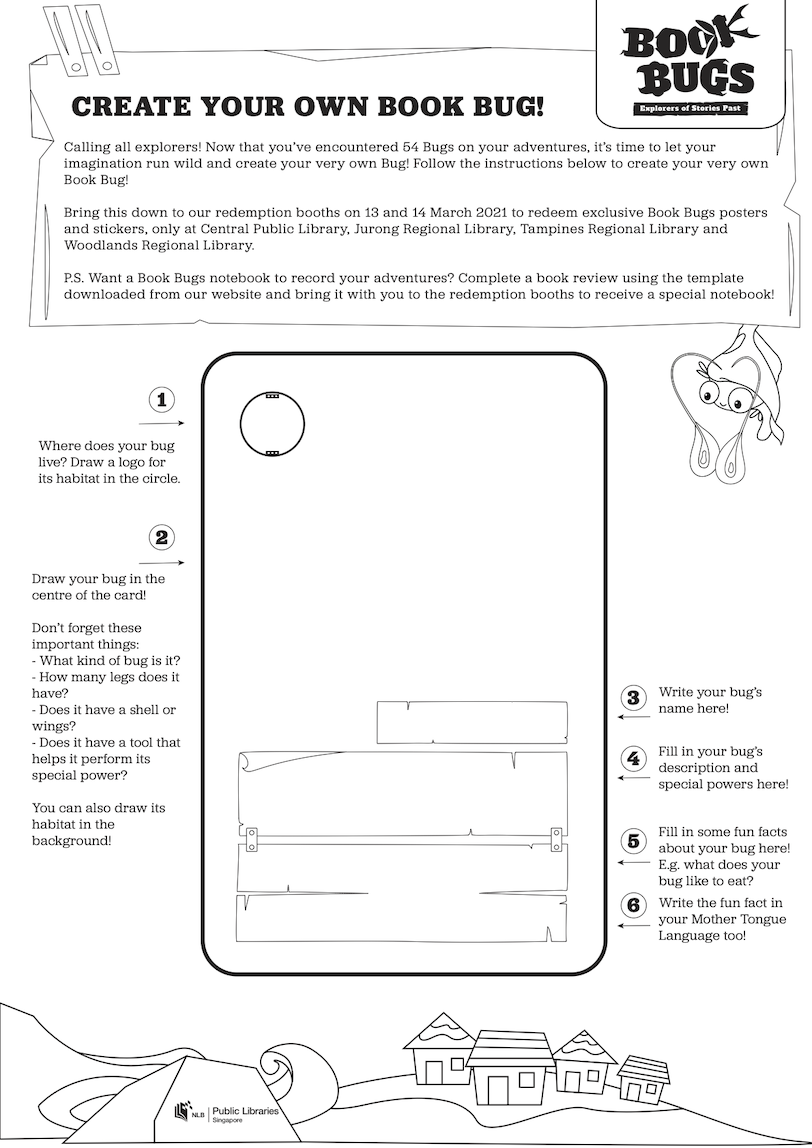 BOOK
BUGS
Explorers of Stories Past
CREATE YOUR OWN BOOK BUG!
Calling all explorers! Now that you've encountered 54 Bugs on your adventures, it's time to let your
imagination run wild and create your very own Bug! Follow the instructions below to create your very own
Book Bug!
Bring this down to our redemption booths on 13 and 14 March 2021 to redeem exclusive Book Bugs posters
and stickers, only at Central Public Library, Jurong Regional Library, Tampines Regional Library and
Woodlands Regional Library.
P.S. Want a Book Bugs notebook to record your adventures? Complete a book review using the template
downloaded from our website and bring it with you to the redemption booths to receive a special notebook!
1
Where does your bug
live? Draw a logo for
its habitat in the circle.
2
Draw your bug in the
centre of the card!
Don't forget these
important things:
- What kind of bug is it?
- How many legs does it
have?
- Does it have a shell or
wings?
- Does it have a tool that
helps it perform its
special power?
You can also draw its
habitat in the
background!
3
Write your bug's
name here!
4
Fill in your bug's
description and
special powers here!
5
Fill in some fun facts
about your bug here!
E.g. what does your
bug like to eat?
6
Write the fun fact in
your Mother Tongue
Language too!
NLB
Public Libraries
Singapore